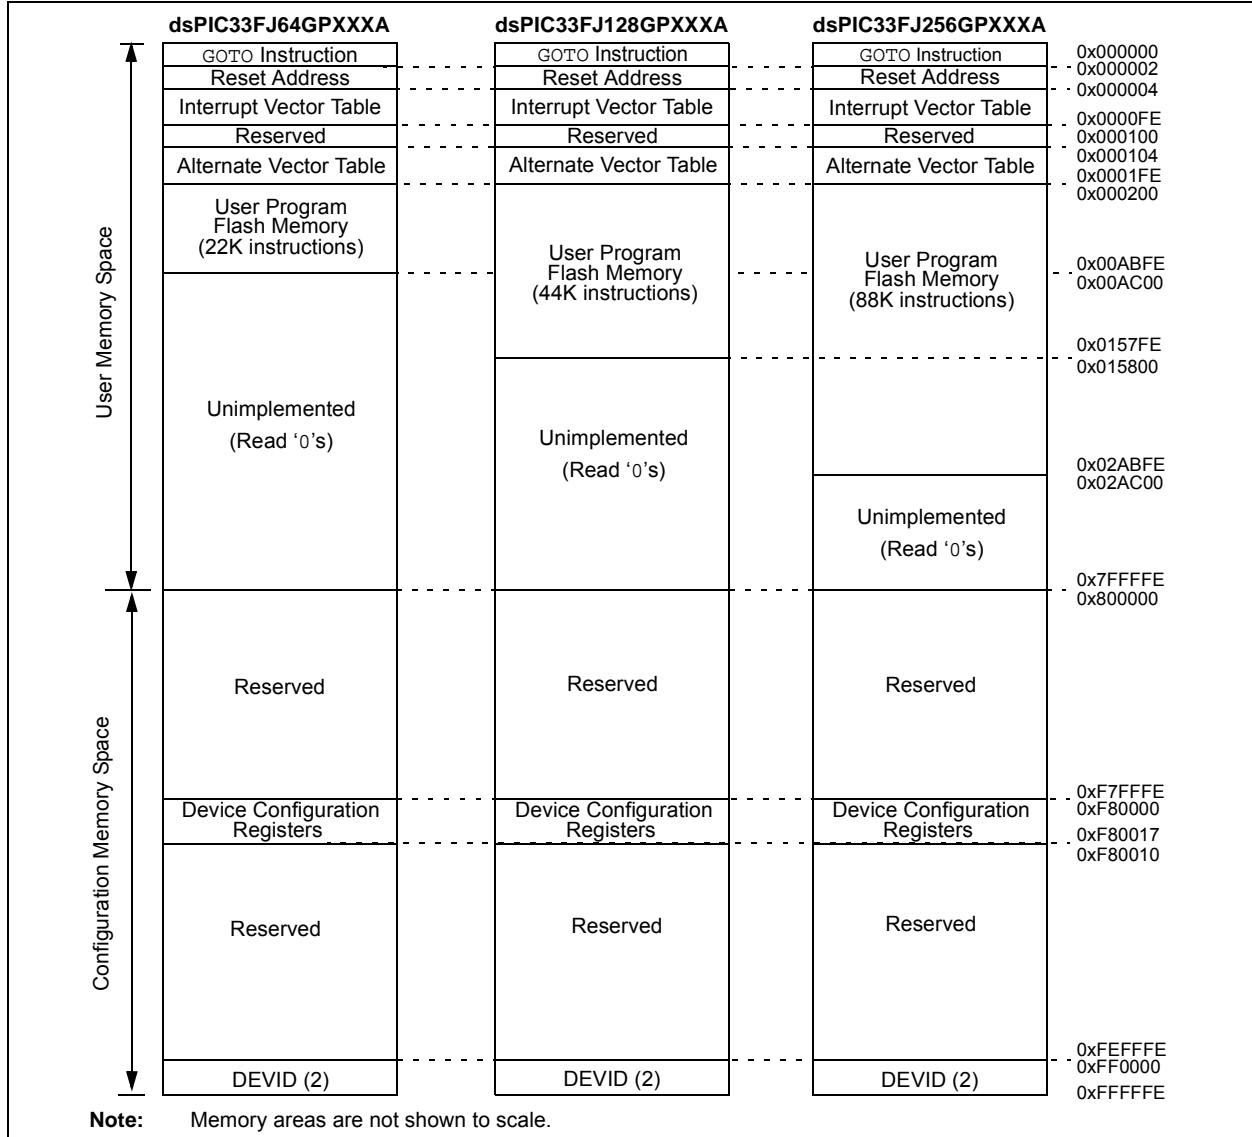 dsPIC33FJ64GPXXXA
GOTO Instruction
Reset Address
Interrupt Vector Table
Reserved
Alternate Vector Table
User Program
Flash Memory
(22K instructions)
Unimplemented
(Read ‘0’s)
Reserved
Device Configuration
Registers
Reserved
DEVID (2)
dsPIC33FJ128GPXXXA
GOTO Instruction
Reset Address
Interrupt Vector Table
Reserved
Alternate Vector Table
User Program
Flash Memory
(44K instructions)
Unimplemented
(Read ‘0’s)
Reserved
Device Configuration
Registers
Reserved
DEVID (2)
dsPIC33FJ256GPXXXA
GOTO Instruction
Reset Address
Interrupt Vector Table
Reserved
Alternate Vector Table
User Program
Flash Memory
(88K instructions)
Unimplemented
(Read ‘0’s)
Reserved
Device Configuration
Registers
Reserved
DEVID (2)
0x000000
0x000002
0x000004
0x0000FE
0x000100
0x000104
0x0001FE
0x000200
0x00ABFE
0x00AC00
0x0157FE
0x015800
0x02ABFE
0x02AC00
0x7FFFFE
0x800000
0xF7FFFE
0xF80000
0xF80017
0xF80010
0xFEFFFE
0xFF0000
0xFFFFFE
User Memory Space
Configuration Memory Space
Note: Memory areas are not shown to scale.